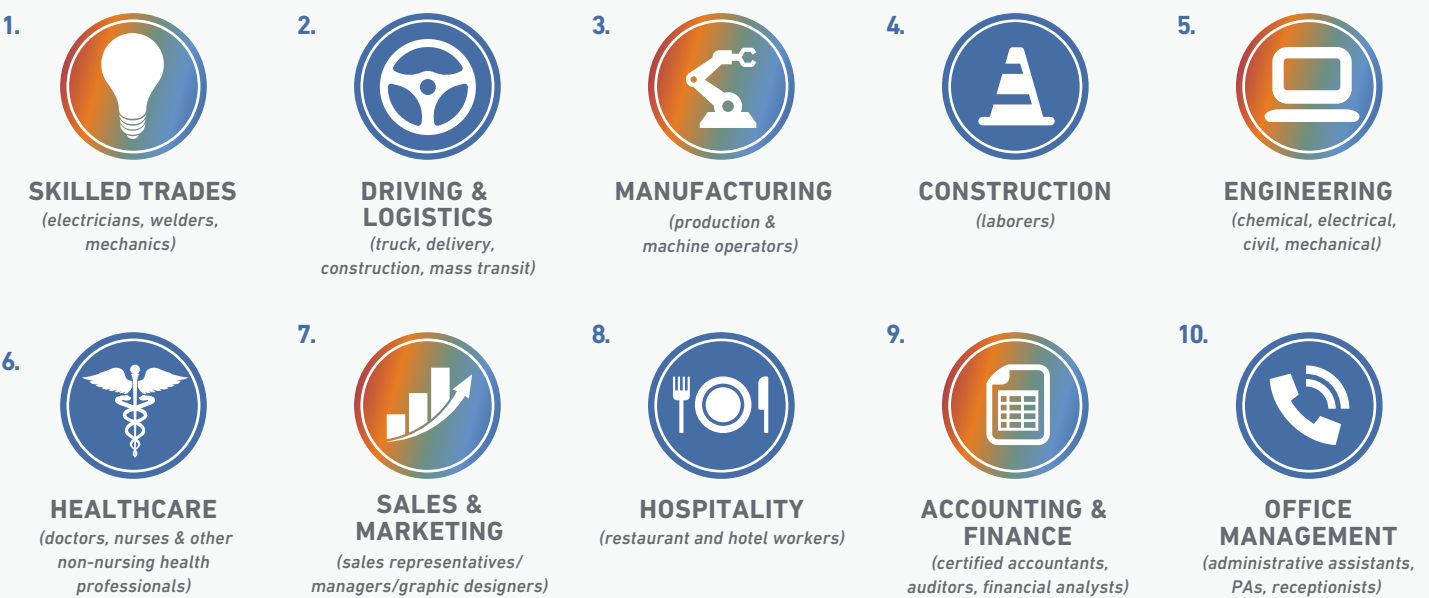 1.
SKILLED TRADES
(electricians, welders,
mechanics)
2.
DRIVING &
LOGISTICS
(truck, delivery,
construction, mass transit)
3.
MANUFACTURING
(production &
machine operators)
4.
CONSTRUCTION
(laborers)
5.
ENGINEERING
(chemical, electrical,
civil, mechanical)
6.
HEALTHCARE
(doctors, nurses & other
non-nursing health
professionals)
7.
SALES &
MARKETING
(sales representatives/
managers/graphic designers)
8.
HOSPITALITY
(restaurant and hotel workers)
9.
ACCOUNTING &
FINANCE
(certified accountants,
auditors, financial analysts)
10.
OFFICE
MANAGEMENT
(administrative assistants,
PAs, receptionists)